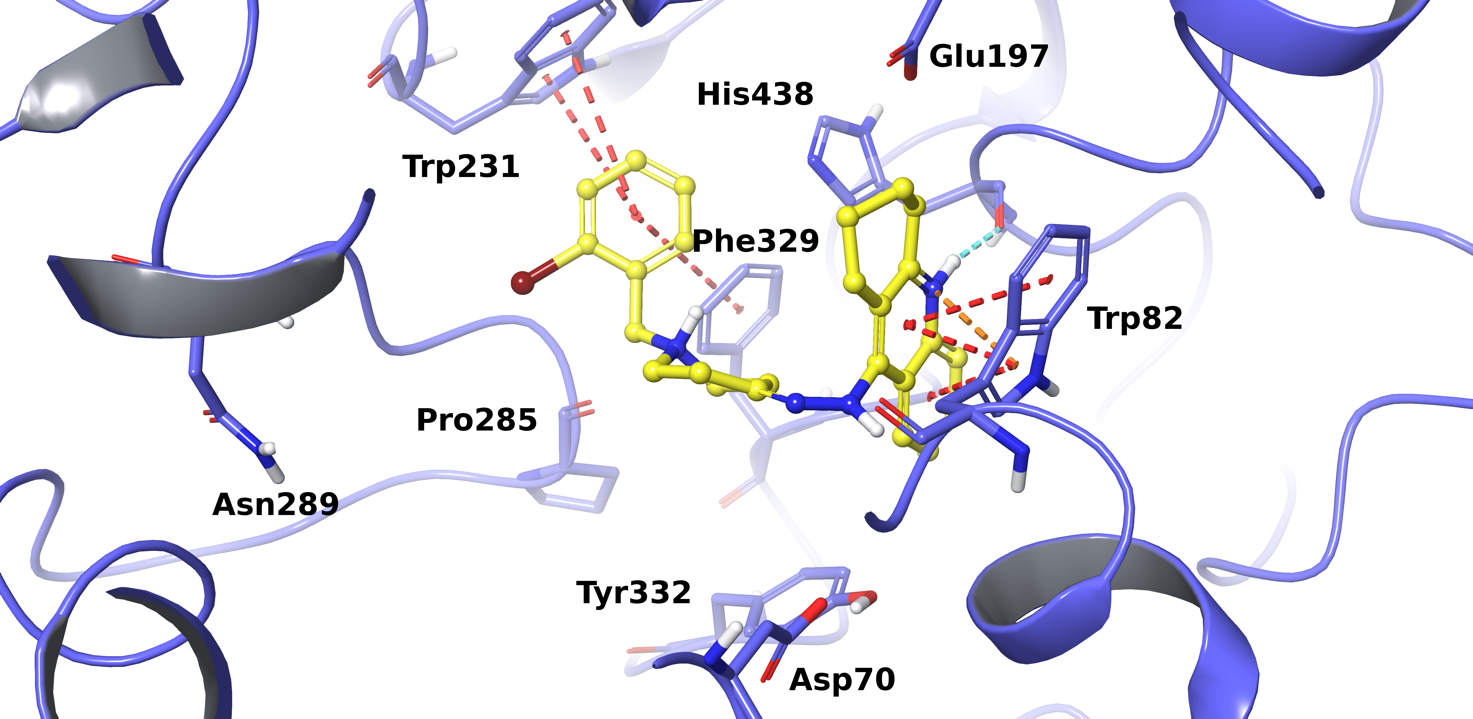 Glu197
His438
Trp231
Phe329
Trp82
Pro285
Asn289
Tyr332
Asp70